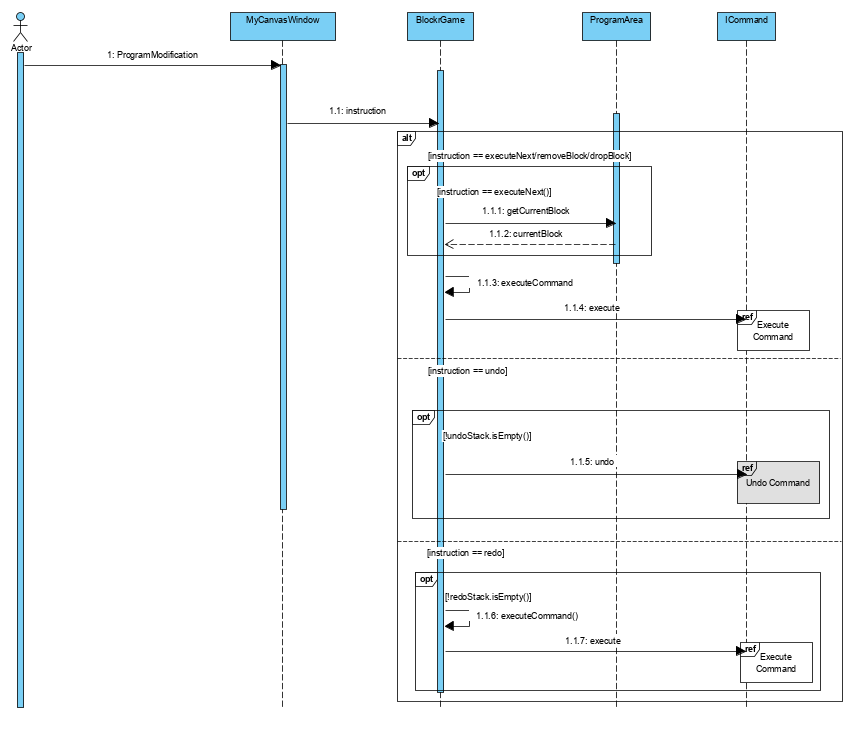 Actor
MyCanvasWindow
BlockrGame
ProgramArea
ICommand
1: ProgramModification
1.1: instruction
alt
[instruction == executeNext/removeBlock/dropBlock]
opt
[instruction == executeNext()]
1.1.1: getCurrentBlock
1.1.2: currentBlock
1.1.3: executeCommand
1.1.4: execute
ref
Execute
Command
[instruction == undo]
opt
[!undoStack.isEmpty()]
1.1.5: undo
ref
Undo Command
[instruction == redo]
opt
[!redoStack.isEmpty()]
1.1.6: executeCommand()
1.1.7: execute
ref
Execute
Command